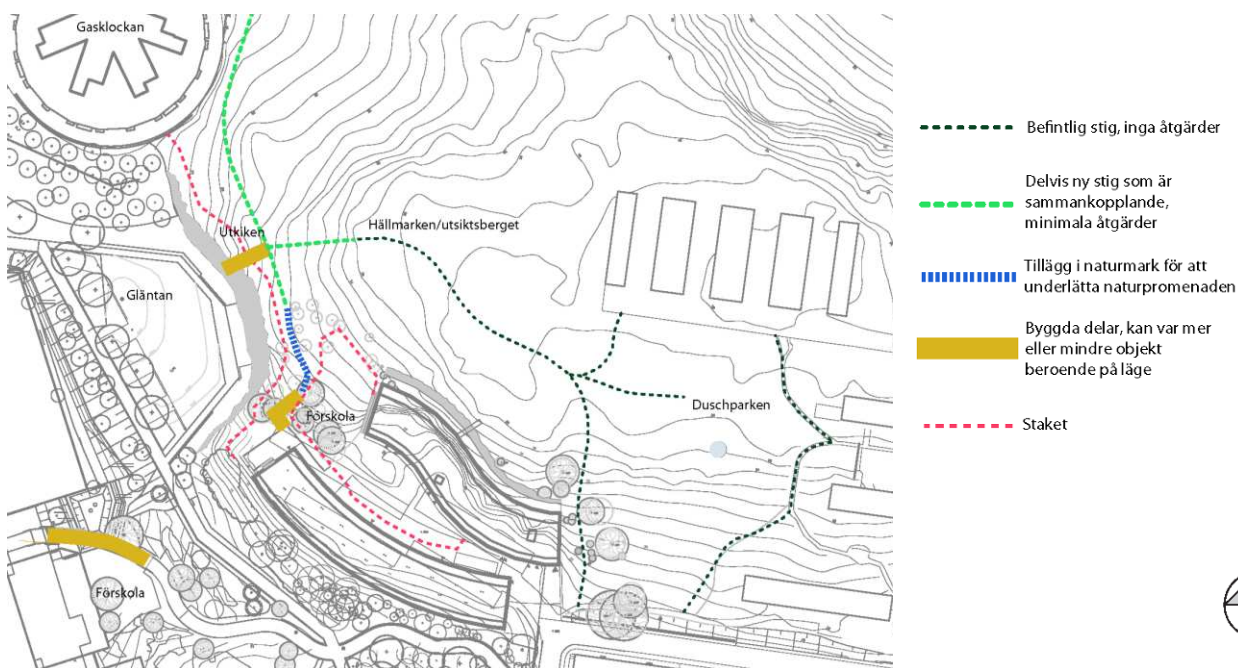 Gasklockan
Utkiken
Hällmarken/utsiktsberget
Gläntan
Förskola
Duschparken
Förskola
Befintlig stig, inga åtgärder
Delvis ny stig som är
sammankopplande,
minimala åtgärder
Tillägg i naturmark för att
underlätta naturpromenaden
Byggda delar, kan var mer
eller mindre objekt
beroende på läge
Staket